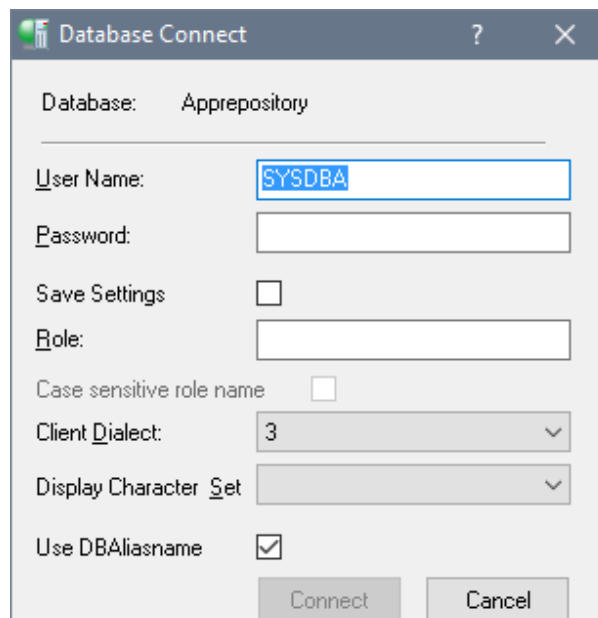 Database Connect ?
Database: Apprepository
User Name: SYSDBA
Password:
Save Settings
Role:
Case sensitive role name
Client Dialect: 3
Display Character Set
Use DBAliasname
Connect Cancel